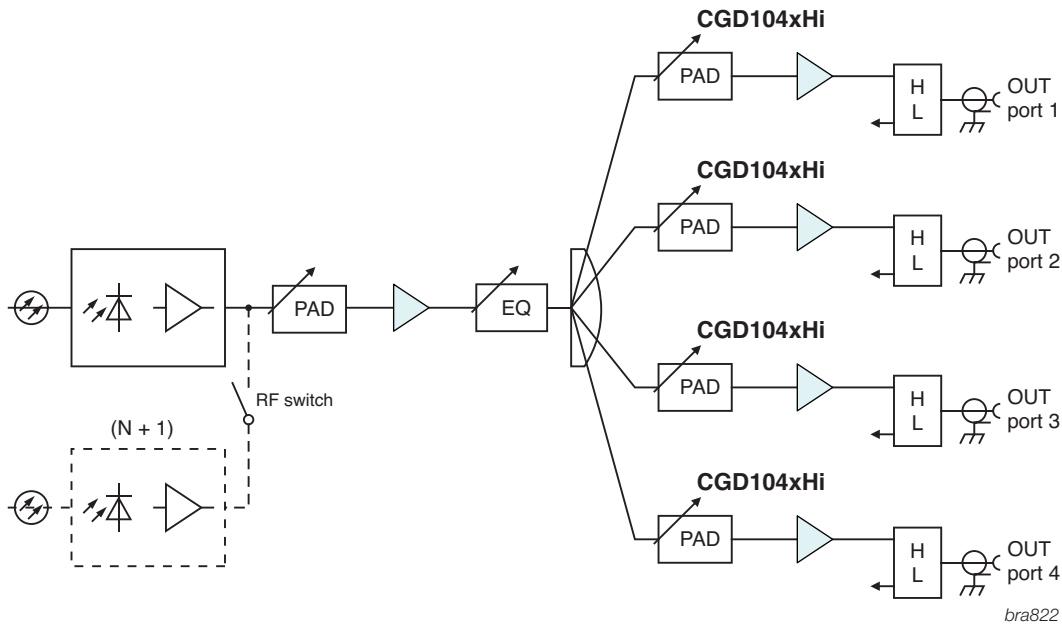 CGD104xHi
PAD
H
L
OUT
port 1
CGD104xHi
PAD
H
L
OUT
port 2
PAD
EQ
RF switch
(N + 1)
CGD104xHi
PAD
H
L
OUT
port 3
CGD104xHi
PAD
H
L
OUT
port 4
bra822